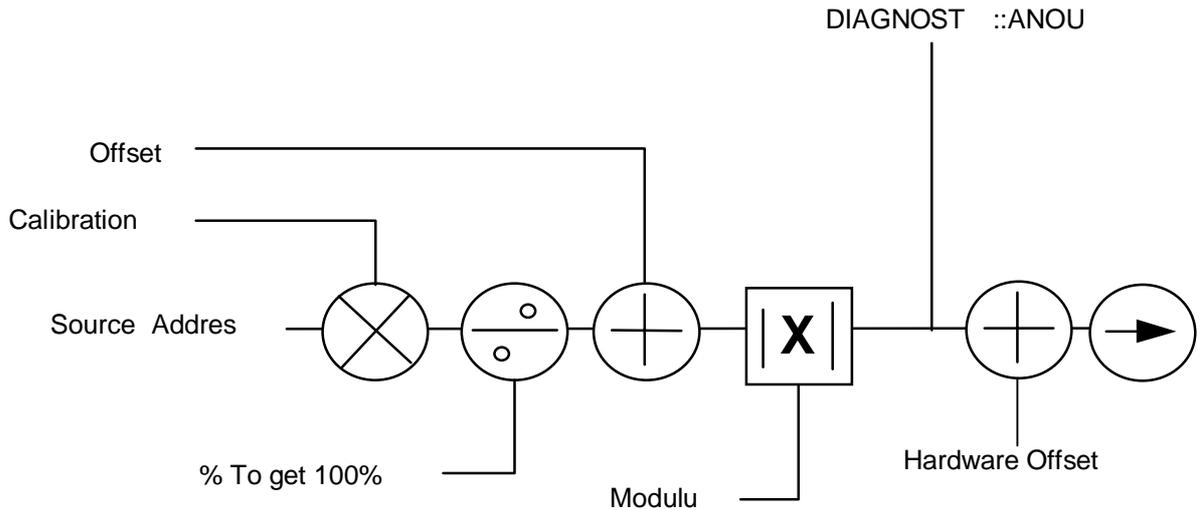 DIAGNOST ::ANOU
Offset
Calibration
Source Addres
X
% To get 100%
Hardware Offset
Modulu